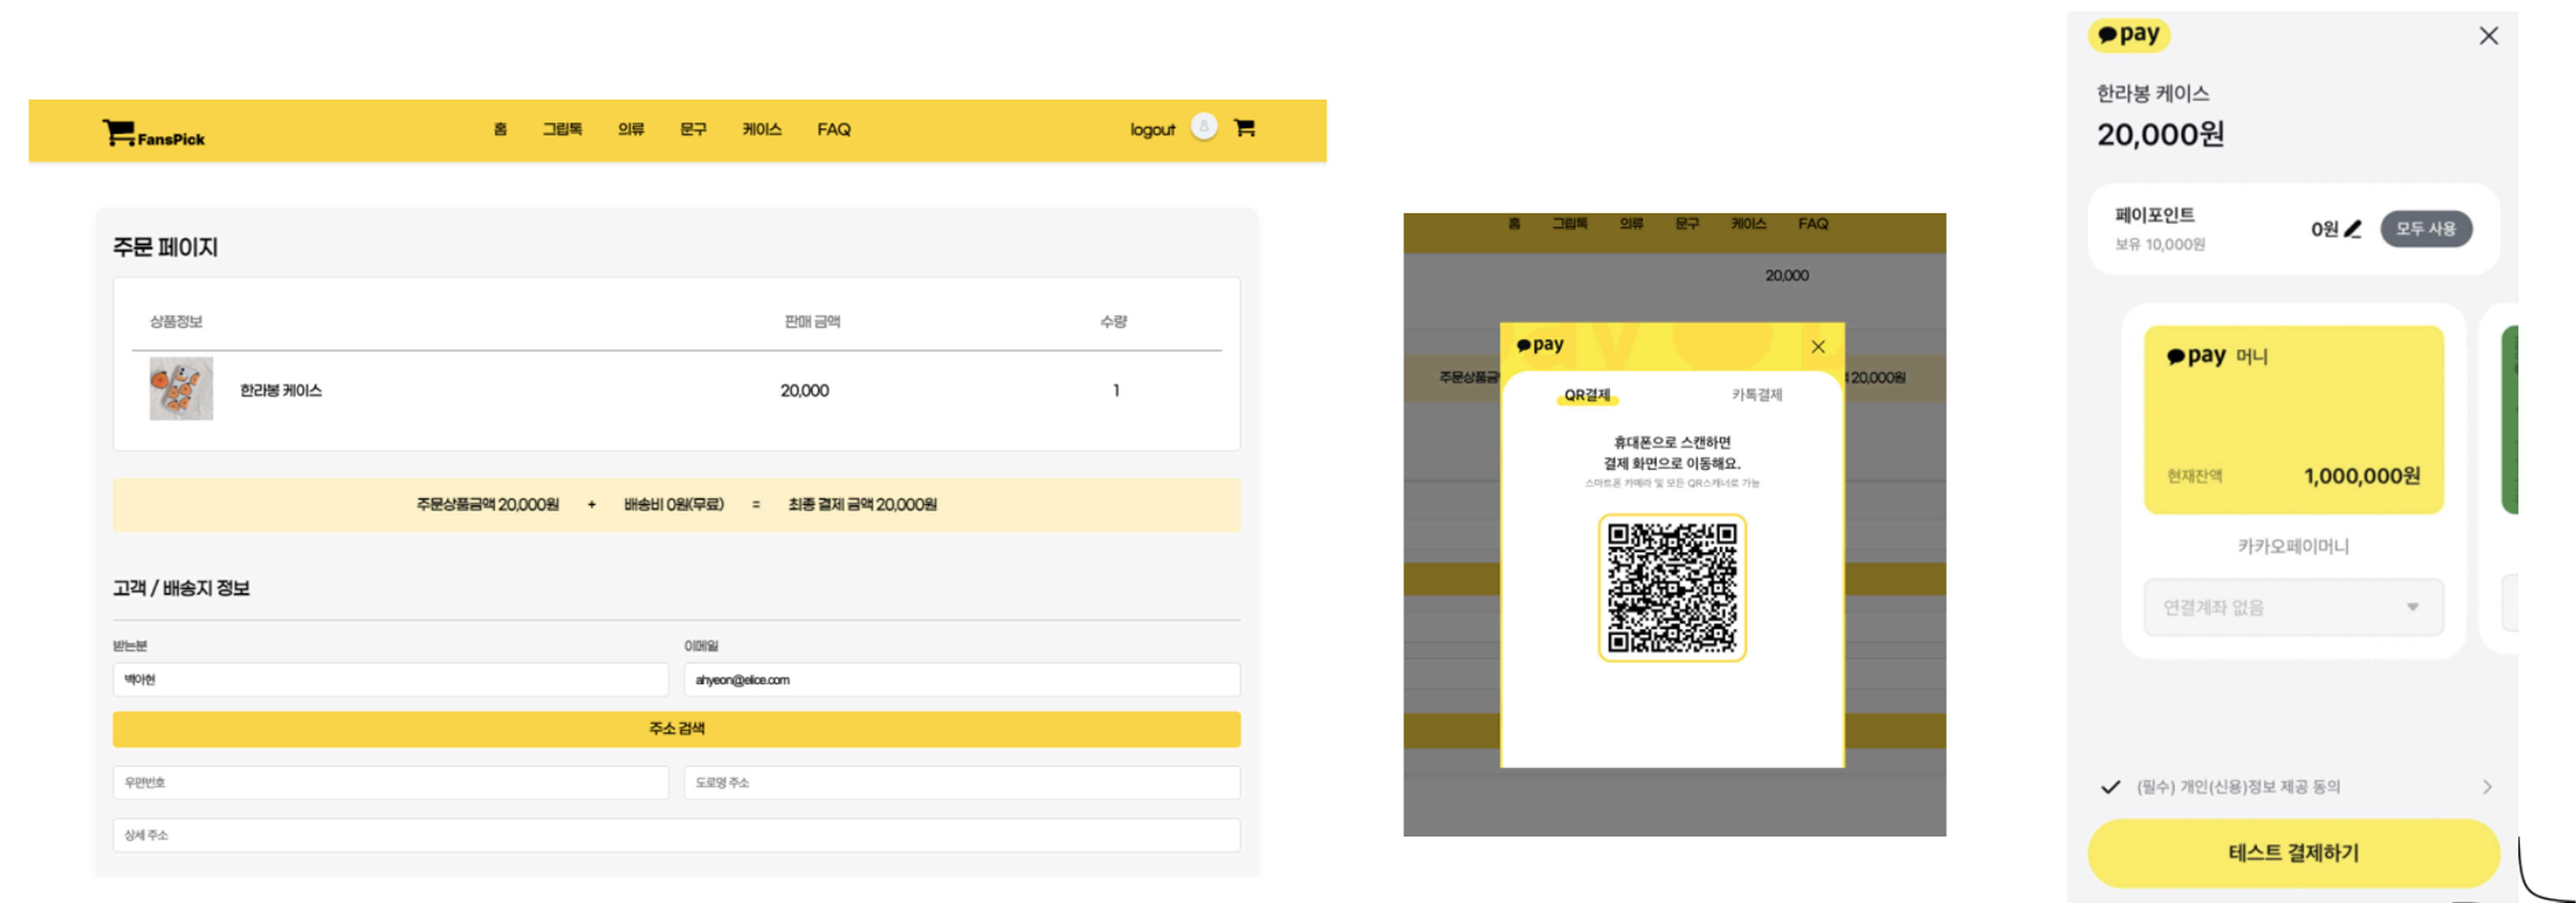 FansPick
홈 그립톡 의류 문구 케이스 FAQ
logout
주문 페이지
상품정보 판매 금액 수량
한라봉 케이스 20,000 1
주문상품금액 20,000원 + 배송비 0원(무료) = 최종 결제 금액 20,000원
고객 / 배송지 정보
받는분 이메일
백아현 ahyeon@elice.com
주소 검색
우편번호 도로명 주소
상세 주소
홈 그립톡 의류 문구 케이스 FAQ
20,000
주문상품금 20,000원
pay
QR결제 카톡결제
휴대폰으로 스캔하면
결제 화면으로 이동해요.
스마트폰 카메라 및 모든 QR스캐너로 가능
pay
한라봉 케이스
20,000원
페이포인트
보유 10,000원
0원 모두 사용
pay 머니
현재잔액 1,000,000원
카카오페이머니
연결계좌 없음
(필수) 개인(신용)정보 제공 동의
테스트 결제하기